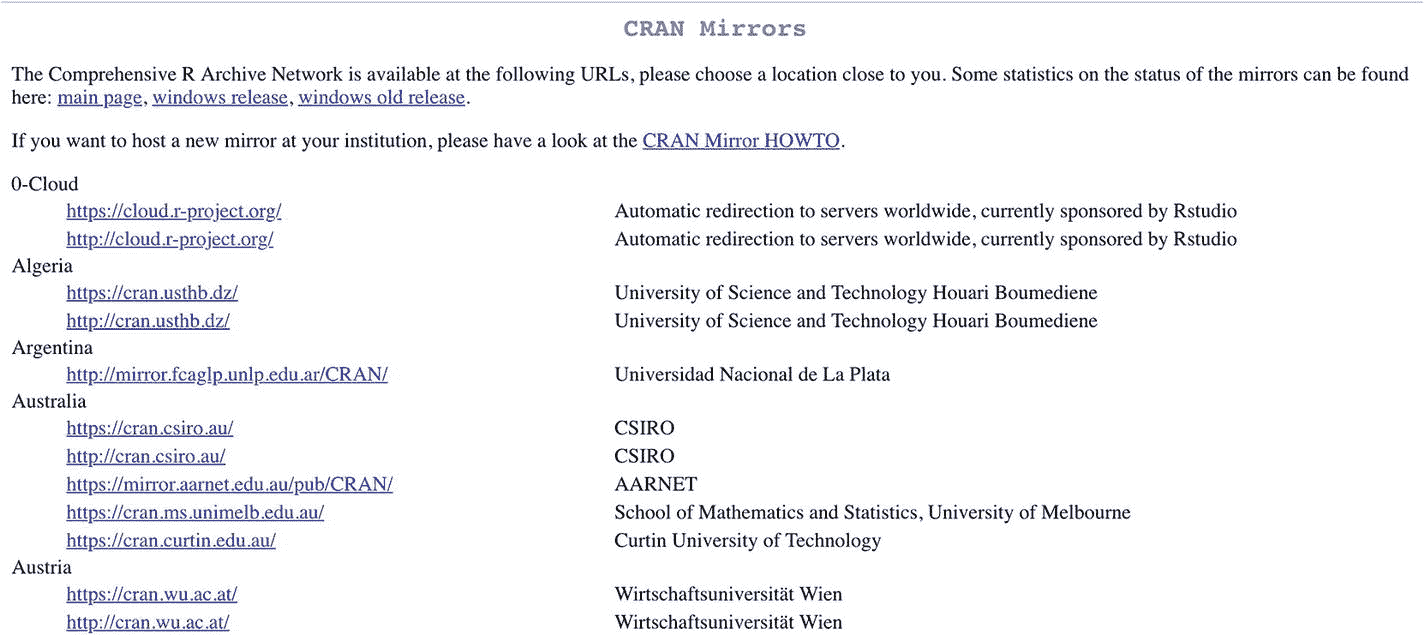 CRAN Mirrors
The Comprehensive R Archive Network is available at the following URLs, please choose a location close to you. Some statistics on the status of the mirrors can be found
here: main page, windows release, windows old release.
If you want to host a new mirror at your institution, please have a look at the CRAN Mirror HOWTO.
0-Cloud
https://cloud.r-project.org/ Automatic redirection to servers worldwide, currently sponsored by Rstudio
http://cloud.r-project.org/ Automatic redirection to servers worldwide, currently sponsored by Rstudio
Algeria
https://cran.usthb.dz/ University of Science and Technology Houari Boumediene
http://cran.usthb.dz/ University of Science and Technology Houari Boumediene
Argentina
http://mirror.fcaglp.unlp.edu.ar/CRAN/ Universidad Nacional de La Plata
Australia
https://cran.csiro.au/ CSIRO
http://cran.csiro.au/ CSIRO
https://mirror.aarnet.edu.au/pub/CRAN/ AARNET
https://cran.ms.unimelb.edu.au/ School of Mathematics and Statistics, University of Melbourne
https://cran.curtin.edu.au/ Curtin University of Technology
Austria
https://cran.wu.ac.at/ Wirtschaftsuniversität Wien
http://cran.wu.ac.at/ Wirtschaftsuniversität Wien